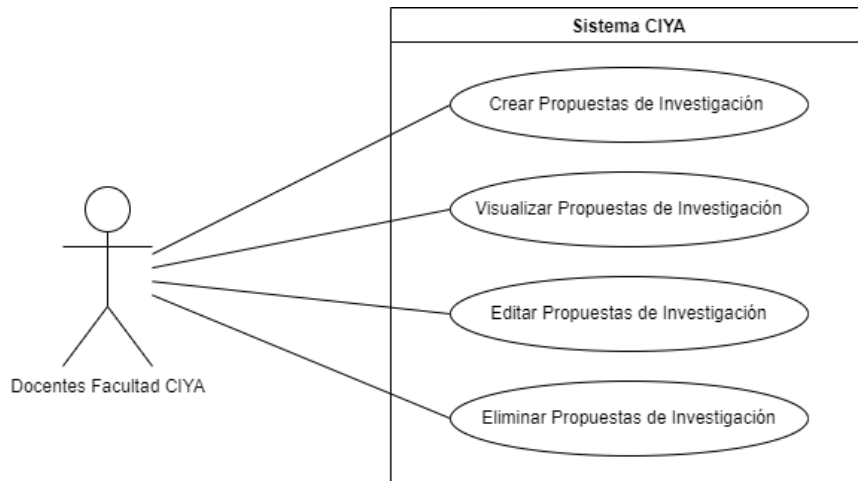 Sistema CIYA
Crear Propuestas de Investigación
Visualizar Propuestas de Investigación
Editar Propuestas de Investigación
Docentes Facultad CIYA
Eliminar Propuestas de Investigación